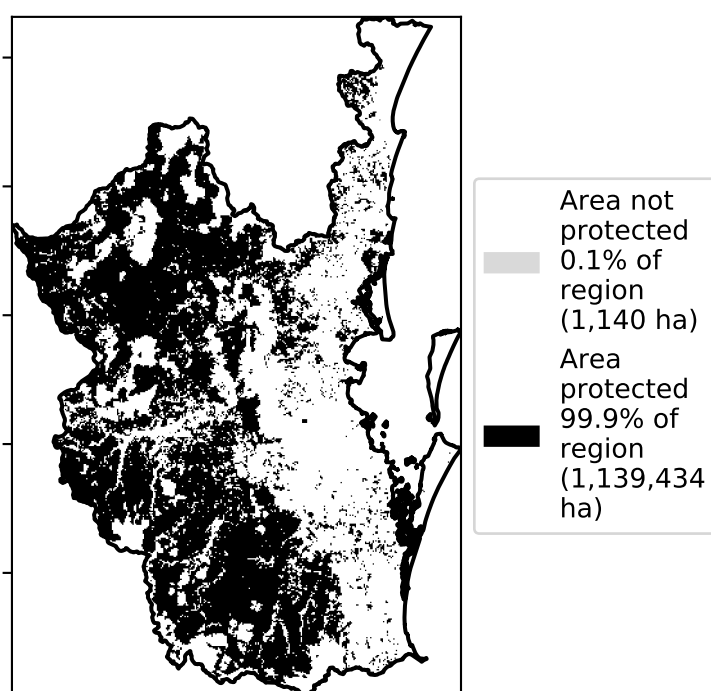 Area not
protected
0.1% of
region
(1,140 ha)
Area
protected
99.9% of
region
(1,139,434
ha)